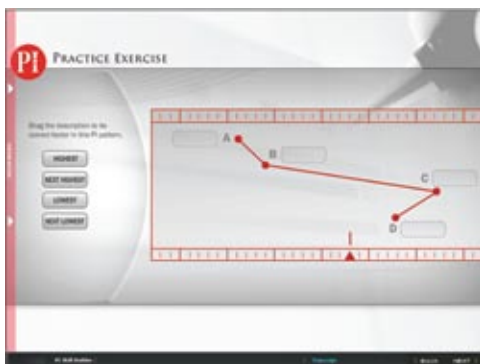 PI PRACTICE EXERCISE
Drag the description to its
correct factor in this PI pattern.
HIGHEST
NEXT HIGHEST
LOWEST
NEXT LOWEST
A
B
C
D